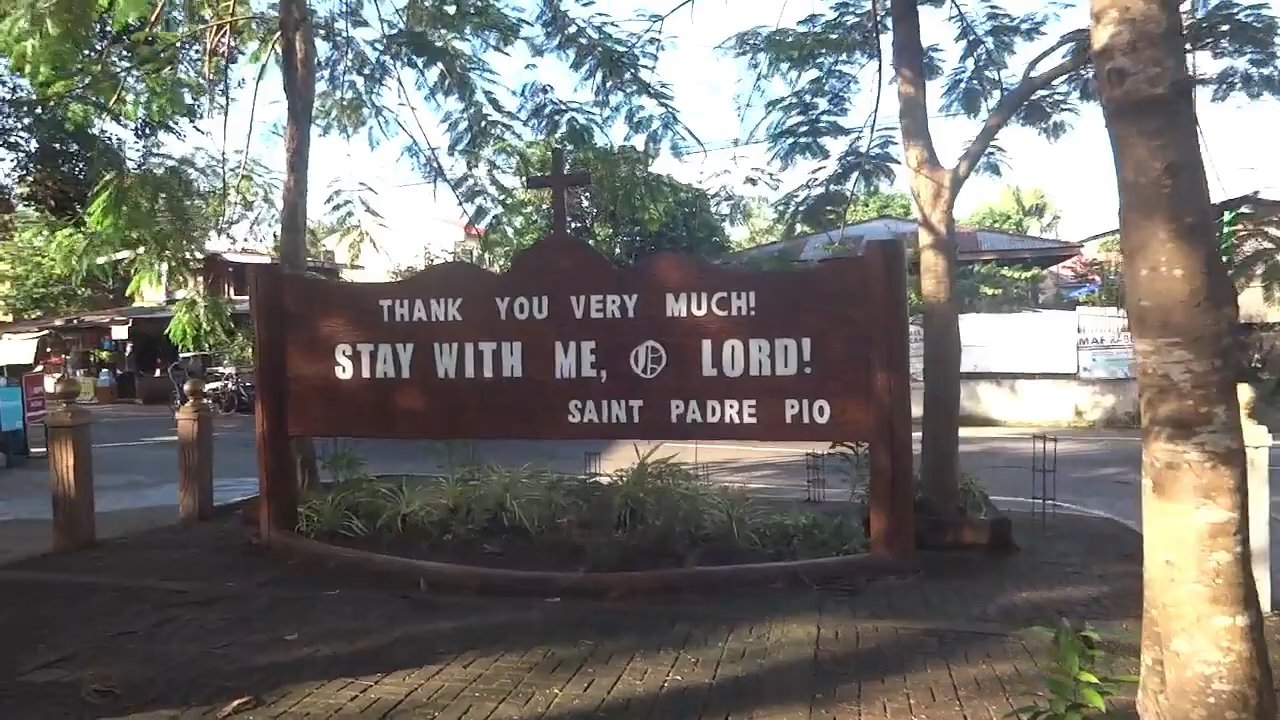 THANK YOU VERY MUCH!
STAY WITH ME, O LORD!
SAINT PADRE PIO